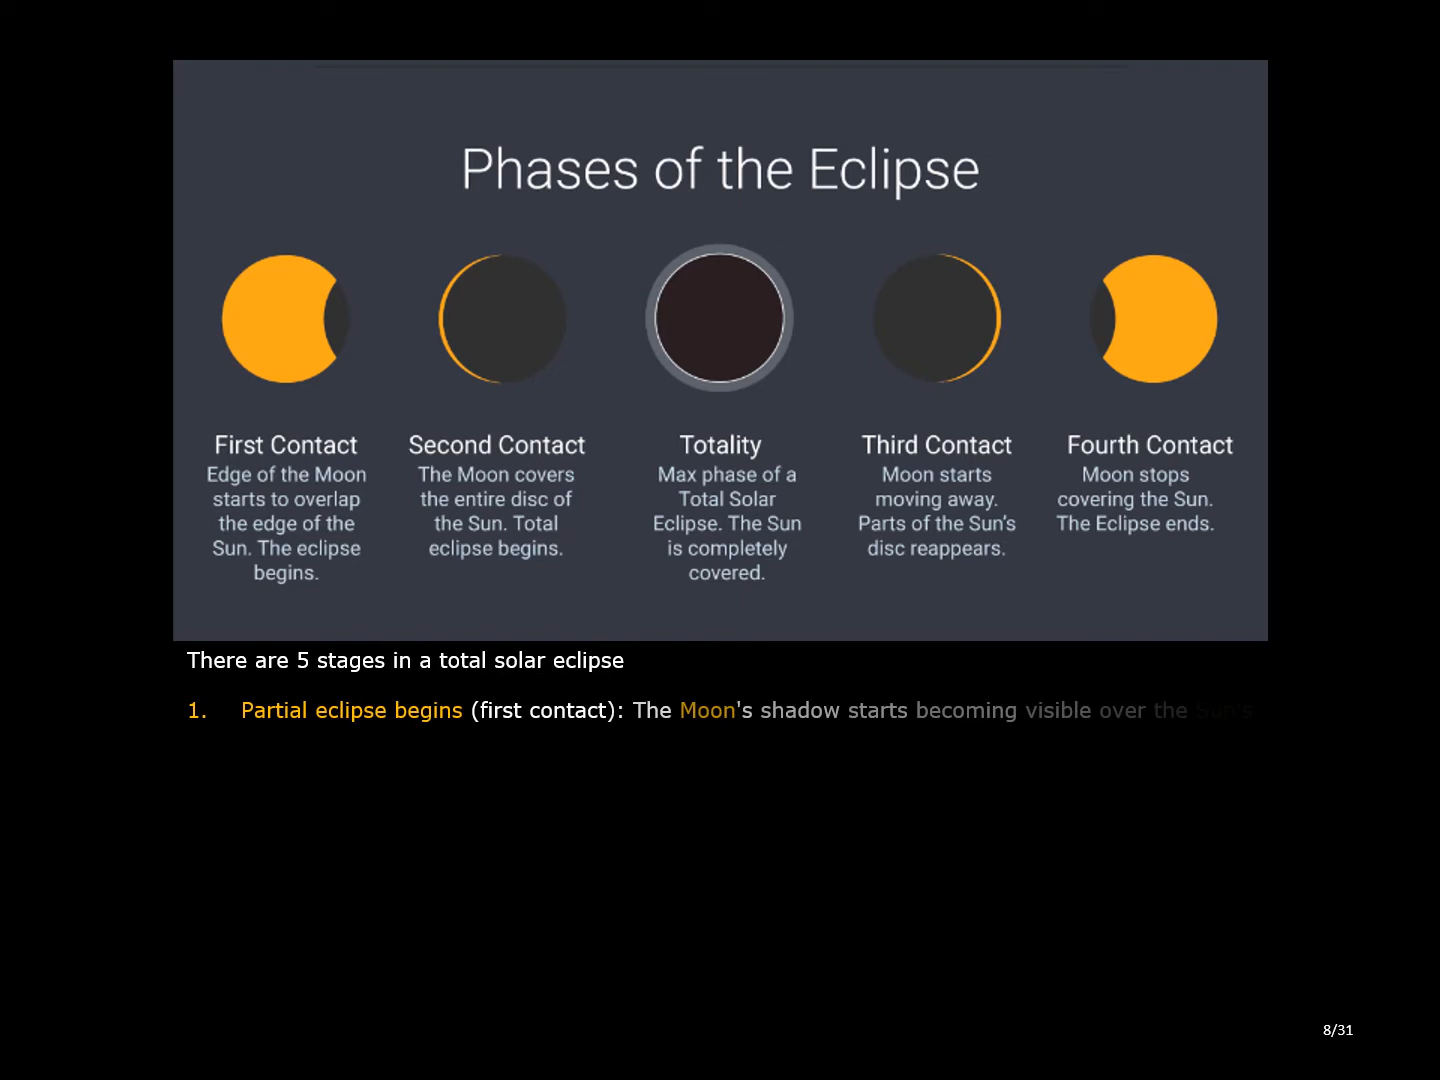 Phases of the Eclipse
First Contact
Edge of the Moon
starts to overlap
the edge of the
Sun. The eclipse
begins.
Second Contact
The Moon covers
the entire disc of
the Sun. Total
eclipse begins.
Totality
Max phase of a
Total Solar
Eclipse. The Sun
is completely
covered.
Third Contact
Moon starts
moving away.
Parts of the Sun's
disc reappears.
Fourth Contact
Moon stops
covering the Sun.
The Eclipse ends.
There are 5 stages in a total solar eclipse
1. Partial eclipse begins (first contact): The Moon's shadow starts becoming visible over the Sun's
8/31